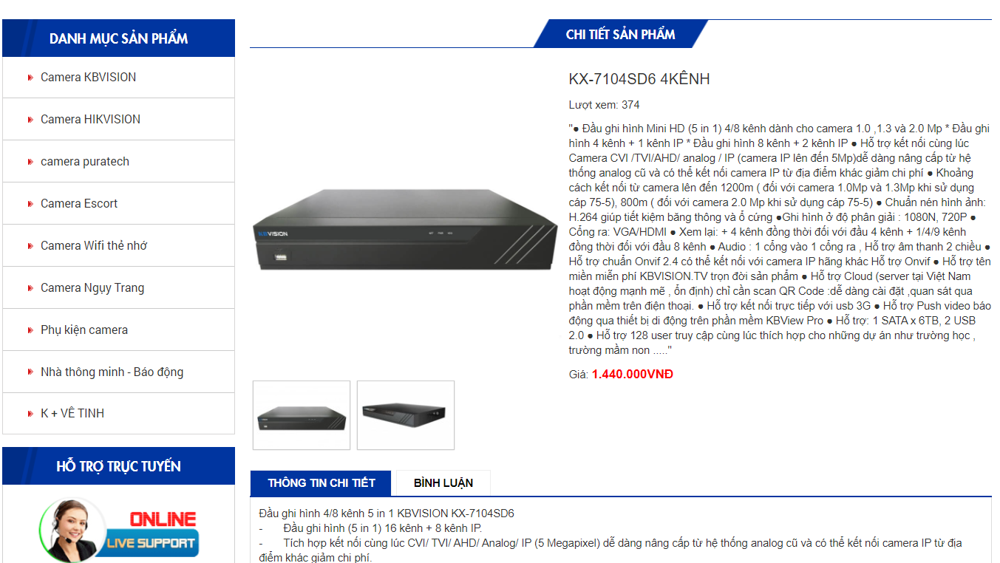 DANH MỤC SẢN PHẨM
Camera KBVISION
Camera HIKVISION
camera puratech
Camera Escort
Camera Wifi thẻ nhớ
Camera Ngụy Trang
Phụ kiện camera
Nhà thông minh - Báo động
K + VÊ TINH
HỖ TRỢ TRỰC TUYẾN
ONLINE
LIVE SUPPORT
CHI TIẾT SẢN PHẨM
KBVISION
KX-7104SD6 4KÊNH
Lượt xem: 374
"● Đầu ghi hình Mini HD (5 in 1) 4/8 kênh dành cho camera 1.0 ,1.3 và 2.0 Mp * Đầu ghi
hình 4 kênh + 1 kênh IP * Đầu ghi hình 8 kênh + 2 kênh IP ● Hỗ trợ kết nối cùng lúc
Camera CVI /TVI/AHD/ analog / IP (camera IP lên đến 5Mp)dễ dàng nâng cấp từ hệ
thống analog cũ và có thể kết nối camera IP từ địa điểm khác giảm chi phí ● Khoảng
cách kết nối từ camera lên đến 1200m ( đối với camera 1.0Mp và 1.3Mp khi sử dụng
cáp 75-5), 800m ( đối với camera 2.0 Mp khi sử dụng cáp 75-5) ● Chuẩn nén hình ảnh:
H.264 giúp tiết kiệm băng thông và ổ cứng ●Ghi hình ở độ phân giải : 1080N, 720P ●
Cổng ra: VGA/HDMI ● Xem lại: + 4 kênh đồng thời đối với đầu 4 kênh + 1/4/9 kênh
đồng thời đối với đầu 8 kênh ● Audio : 1 cổng vào 1 cổng ra , Hỗ trợ âm thanh 2 chiều ●
Hỗ trợ chuẩn Onvif 2.4 có thể kết nối với camera IP hãng khác Hỗ trợ Onvif ● Hỗ trợ tên
miền miễn phí KBVISION.TV trọn đời sản phẩm ● Hỗ trợ Cloud (server tại Việt Nam
hoạt động mạnh mẽ , ổn định) chỉ cần scan QR Code :dễ dàng cài đặt ,quan sát qua
phần mềm trên điện thoại. ● Hỗ trợ kết nối trực tiếp với usb 3G ● Hỗ trợ Push video báo
động qua thiết bị di động trên phần mềm KBView Pro ● Hỗ trợ: 1 SATA x 6TB, 2 USB
2.0 ● Hỗ trợ 128 user truy cập cùng lúc thích hợp cho những dự án như trường học ,
trường mầm non ....."
Giá: 1.440.000VNĐ
THÔNG TIN CHI TIẾT
BÌNH LUẬN
Đầu ghi hình 4/8 kênh 5 in 1 KBVISION KX-7104SD6
- Đầu ghi hình (5 in 1) 16 kênh + 8 kênh IP.
- Tích hợp kết nối cùng lúc CVI/ TVI/ AHD/ Analog/ IP (5 Megapixel) dễ dàng nâng cấp từ hệ thống analog cũ và có thể kết nối camera IP từ địa
điểm khác giảm chi phí.